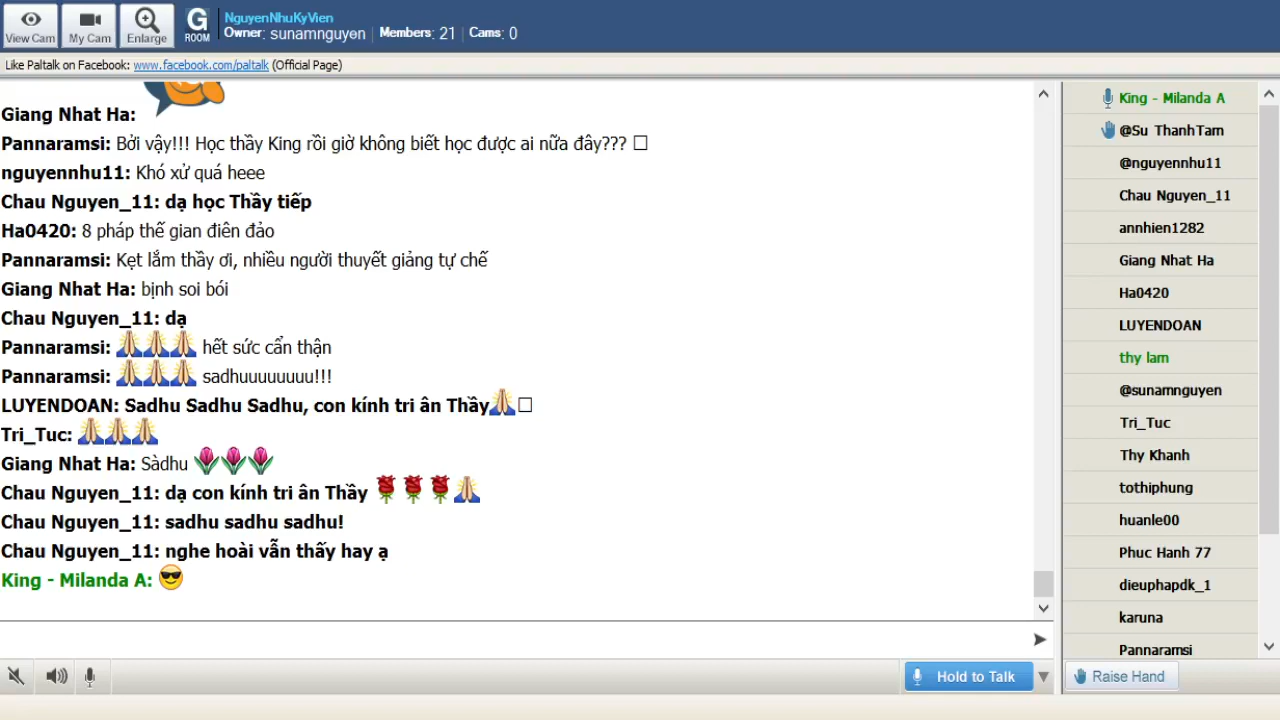 View Cam
My Cam
Enlarge
G
ROOM
NguyenNhuKyVien
Owner: sunamnguyen | Members: 21 | Cams: 0
Like Paltalk on Facebook: www.facebook.com/paltalk (Official Page)
Giang Nhat Ha:
Pannaramsi: Bởi vậy!!! Học thầy King rồi giờ không biết học được ai nữa đây???
nguyennhu11: Khó xử quá heee
Chau Nguyen_11: dạ học Thầy tiếp
Ha0420: 8 pháp thế gian điên đảo
Pannaramsi: Kẹt lắm thầy ơi, nhiều người thuyết giảng tự chế
Giang Nhat Ha: bịnh soi bói
Chau Nguyen_11: dạ
Pannaramsi: 🙏🙏🙏 hết sức cẩn thận
Pannaramsi: 🙏🙏🙏 sadhuuuuuuuu!!!
LUYENDOAN: Sadhu Sadhu Sadhu, con kính tri ân Thầy🙏
Tri_Tuc: 🙏🙏🙏
Giang Nhat Ha: Sàdhu 🌷🌷🌷
Chau Nguyen_11: dạ con kính tri ân Thầy 🌹🌹🌹🙏
Chau Nguyen_11: sadhu sadhu sadhu!
Chau Nguyen_11: nghe hoài vẫn thấy hay ạ
King - Milanda A: 😎
Hold to Talk
King - Milanda A
@Su ThanhTam
@nguyennhu11
Chau Nguyen_11
annhien1282
Giang Nhat Ha
Ha0420
LUYENDOAN
thy lam
@sunamnguyen
Tri_Tuc
Thy Khanh
tothiphung
huanle00
Phuc Hanh 77
dieuphapdk_1
karuna
Pannaramsi
Raise Hand